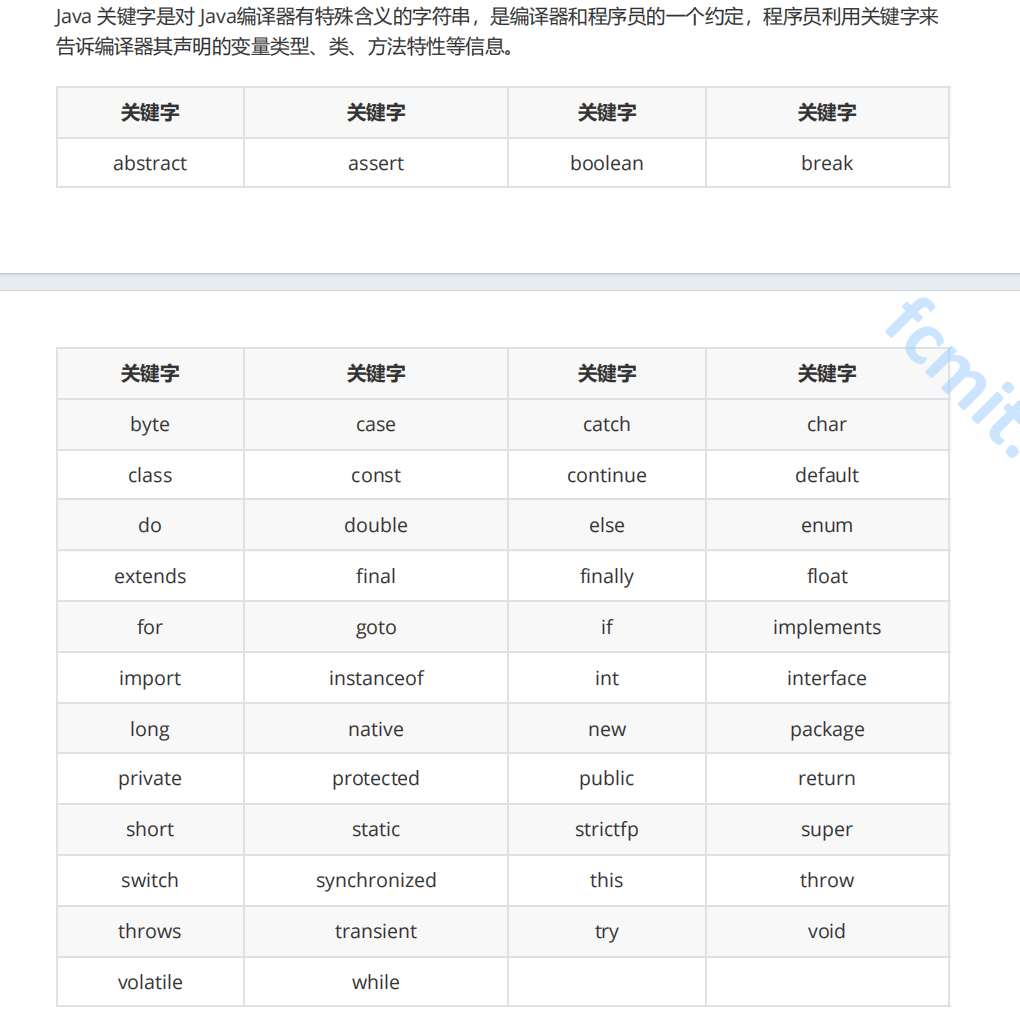 Java 关键字是对 Java编译器有特殊含义的字符串，是编译器和程序员的一个约定，程序员利用关键字来
告诉编译器其声明的变量类型、类、方法特性等信息。
关键字 关键字 关键字 关键字
abstract assert boolean break
fcmit.
关键字 关键字 关键字 关键字
byte case catch char
class const continue default
do double else enum
extends final finally float
for goto if implements
import instanceof int interface
long native new package
private protected public return
short static strictfp super
switch synchronized this throw
throws transient try void
volatile while